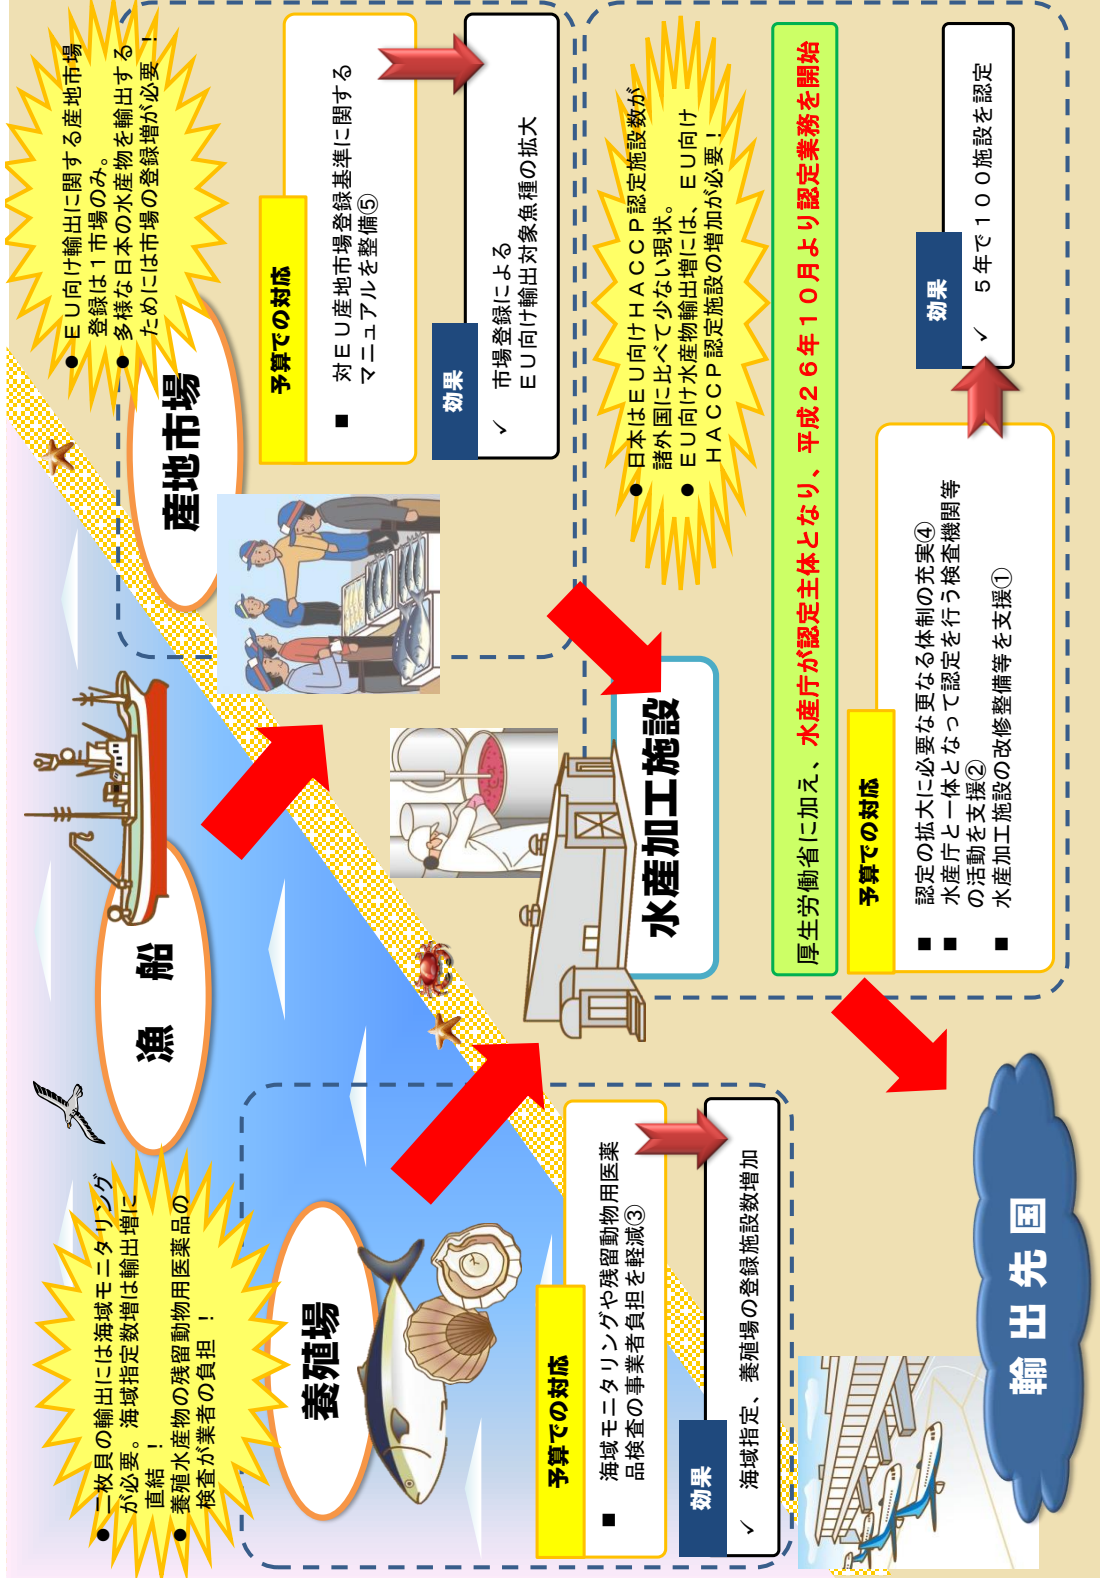 ● 二枚貝の輸出には海域モニタリング
が必要。海域指定数増は輸出増に
直結！
● 養殖水産物の残留動物用医薬品の
検査が業者の負担！
漁 船
● ＥＵ向け輸出に関する産地市場
登録は１市場のみ。
● 多様な日本の水産物を輸出する
ためには市場の登録増が必要！
産地市場
予算での対応
■ 対ＥＵ産地市場登録基準に関する
マニュアルを整備⑤
効果
✓ 市場登録による
ＥＵ向け輸出対象魚種の拡大
養殖場
予算での対応
■ 海域モニタリングや残留動物用医薬
品検査の事業者負担を軽減③
効果
✓ 海域指定、養殖場の登録施設数増加
水産加工施設
● 日本はＥＵ向けＨＡＣＣＰ認定施設数が
諸外国に比べて少ない現状。
● ＥＵ向け水産物輸出増には、ＥＵ向け
ＨＡＣＣＰ認定施設の増加が必要！
厚生労働省に加え、水産庁が認定主体となり、平成２６年１０月より認定業務を開始
予算での対応
■ 認定の拡大に必要な更なる体制の充実④
■ 水産庁と一体となって認定を行う検査機関等
の活動を支援②
■ 水産加工施設の改修整備等を支援①
効果
✓ ５年で１００施設を認定
輸出先国